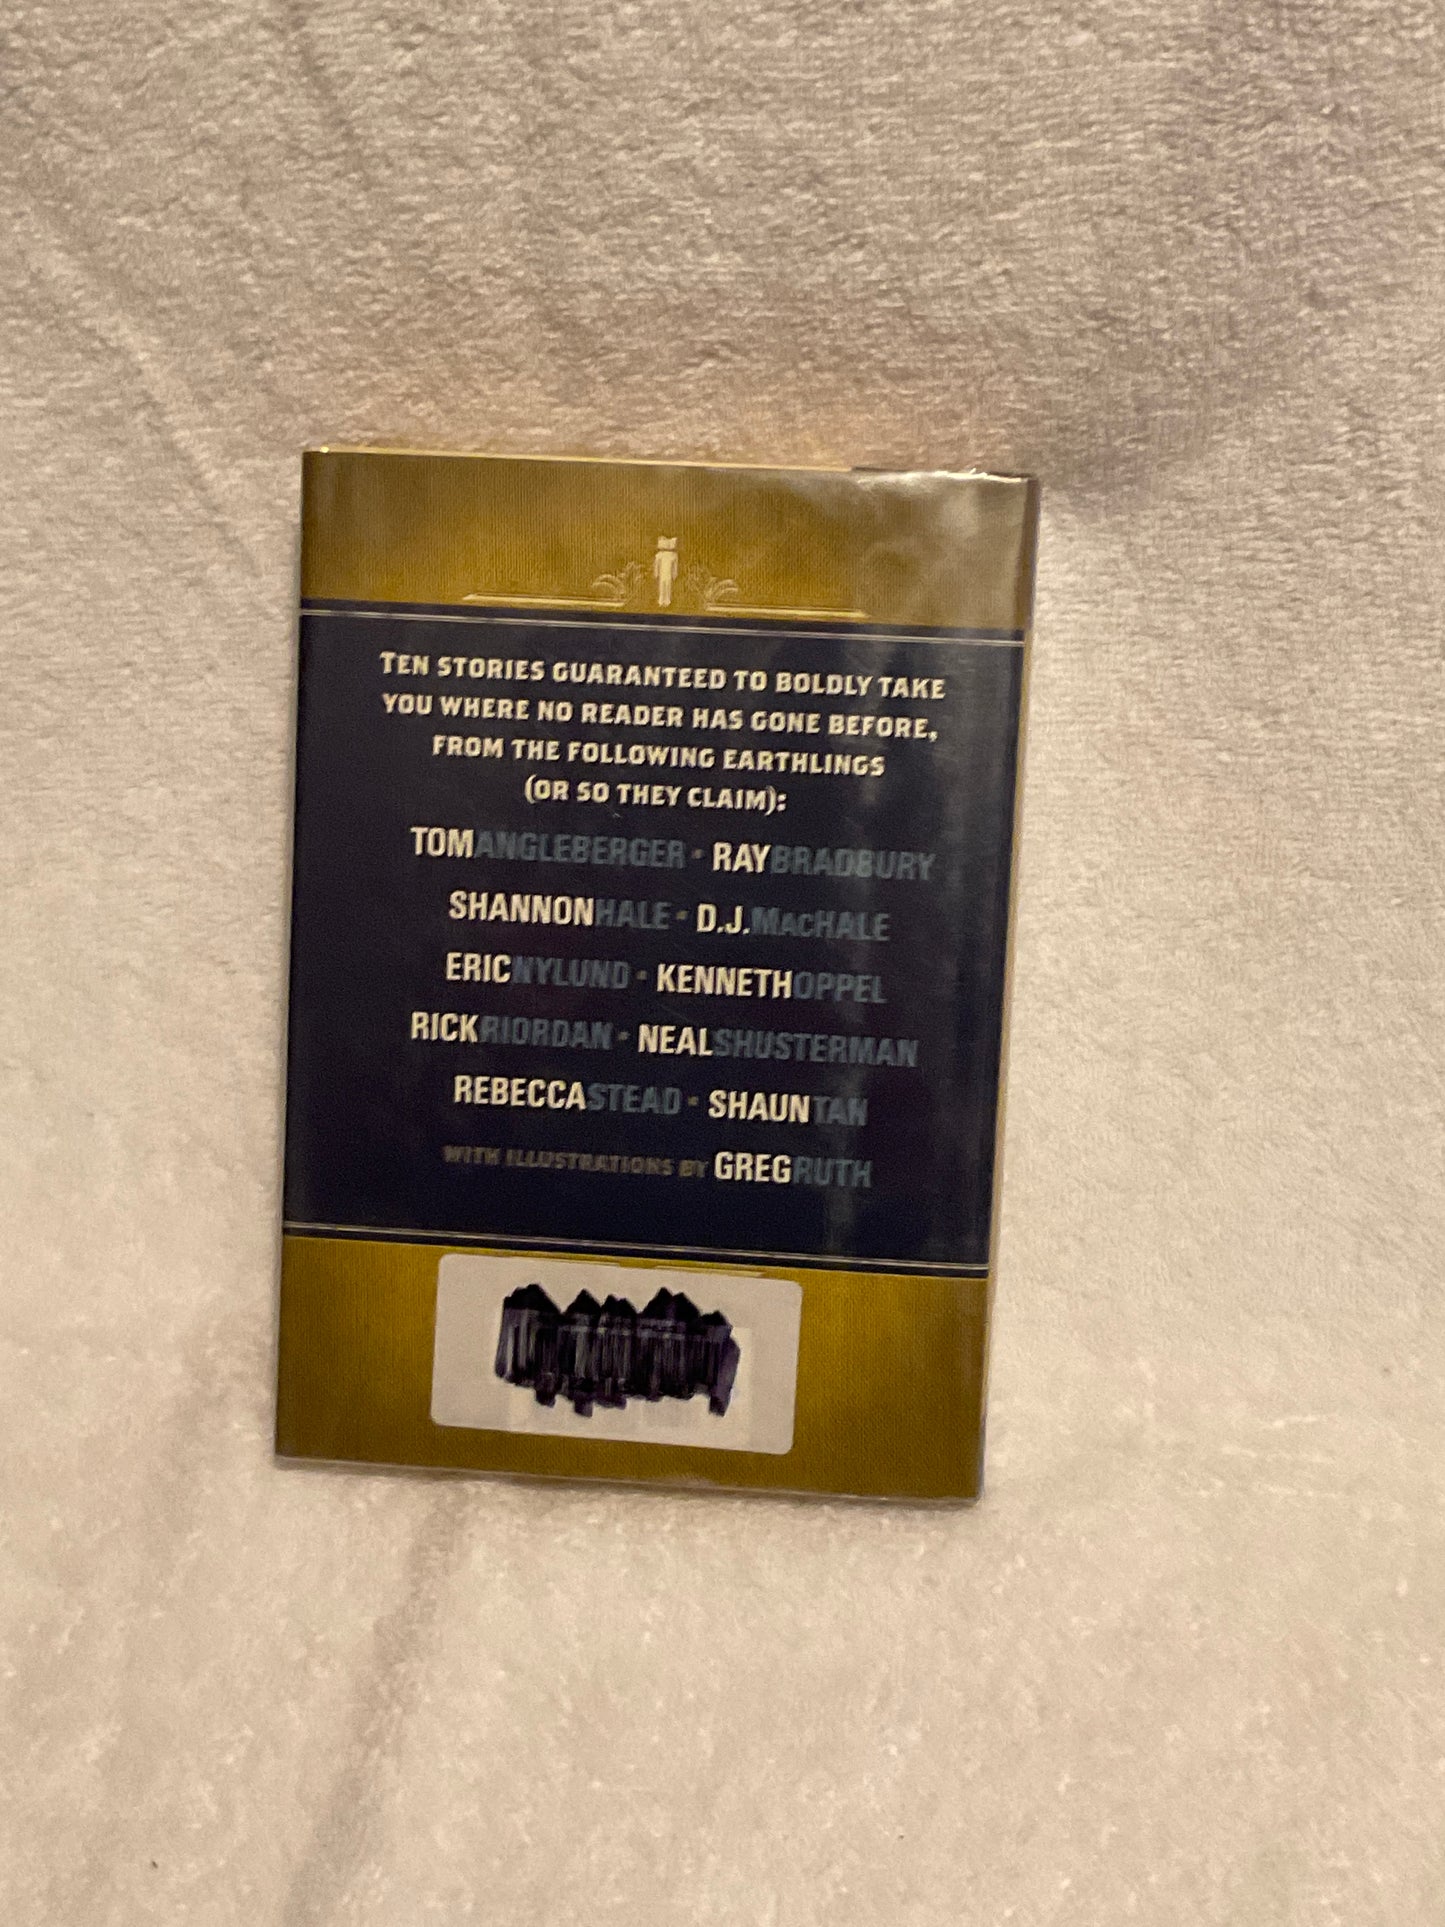 TEN STORIES GUARANTEED TO BOLDLY TAKE
YOU WHERE NO READER HAS GONE BEFORE,
FROM THE FOLLOWING EARTHLINGS
(OR SO THEY CLAIM):
TOMANGLEBERGER · RAYBRADBURY
SHANNONHALE · D.J.MACHALE
ERICNYLUND · KENNETHOPPEL
RICKRIORDAN · NEALSHUSTERMAN
REBECCASTEAD · SHAUNTAN
WITH ILLUSTRATIONS BY GREGRUTH